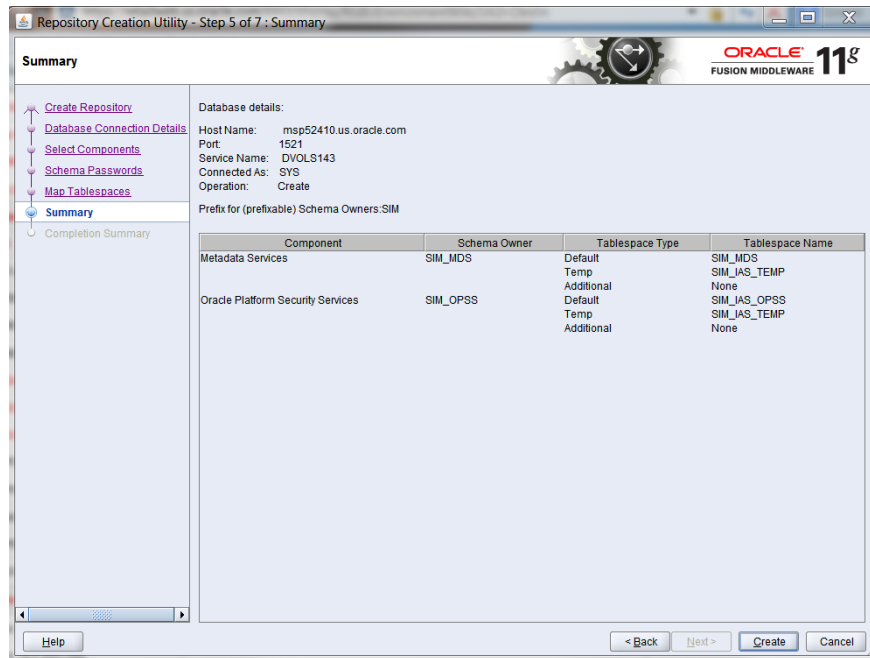 Repository Creation Utility - Step 5 of 7 : Summary
Summary
ORACLE
FUSION MIDDLEWARE 11g
Create Repository
Database Connection Details
Select Components
Schema Passwords
Map Tablespaces
Summary
Completion Summary
Database details:
Host Name: msp52410.us.oracle.com
Port: 1521
Service Name: DVOLS143
Connected As: SYS
Operation: Create
Prefix for (prefixable) Schema Owners:SIM
Component Schema Owner Tablespace Type Tablespace Name
Metadata Services SIM_MDS Default SIM_MDS
Temp SIM_IAS_TEMP
Additional None
Oracle Platform Security Services SIM_OPSS Default SIM_IAS_OPSS
Temp SIM_IAS_TEMP
Additional None
Help < Back Next > Create Cancel